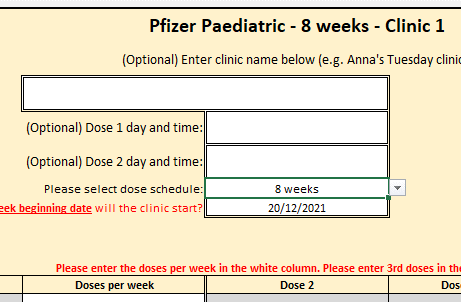 Pfizer Paediatric - 8 weeks - Clinic 1
(Optional) Enter clinic name below (e.g. Anna's Tuesday clinic
(Optional) Dose 1 day and time:
(Optional) Dose 2 day and time:
Please select dose schedule: 8 weeks
eek beginning date will the clinic start? 20/12/2021
Please enter the doses per week in the white column. Please enter 3rd doses in the
Doses per week Dose 2 Dos